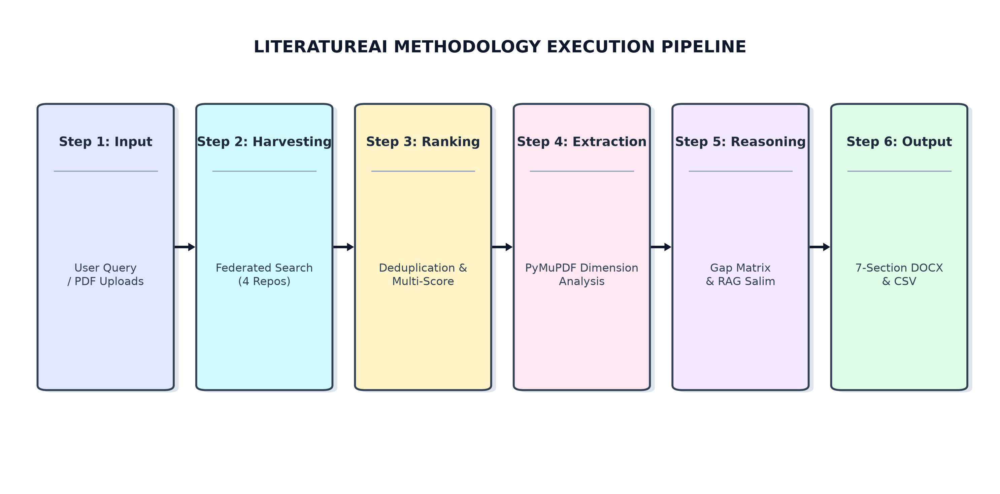 LITERATUREAI METHODOLOGY EXECUTION PIPELINE
Step 1: Input
User Query
/ PDF Uploads
Step 2: Harvesting
Federated Search
(4 Repos)
Step 3: Ranking
Deduplication &
Multi-Score
Step 4: Extraction
PyMuPDF Dimension
Analysis
Step 5: Reasoning
Gap Matrix
& RAG Salim
Step 6: Output
7-Section DOCX
& CSV